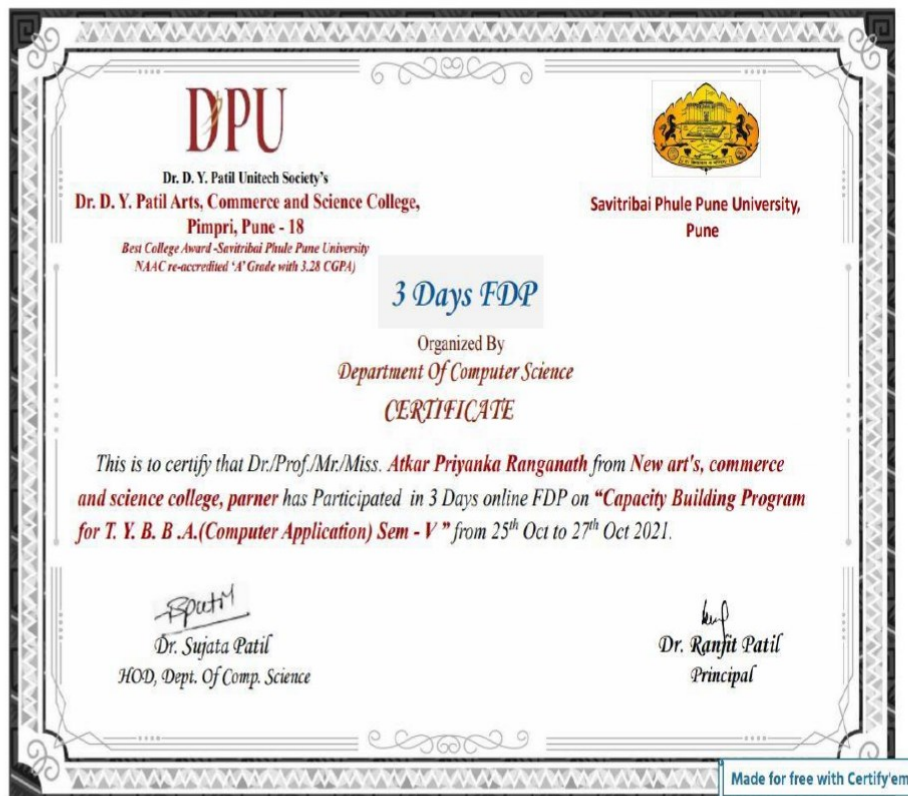 DPU
Dr. D. Y. Patil Unitech Society's
Dr. D. Y. Patil Arts, Commerce and Science College,
Pimpri, Pune - 18
Best College Award -Savitribai Phule Pune University
NAAC re-accredited 'A' Grade with 3.28 CGPA)
Savitribai Phule Pune University,
Pune
3 Days FDP
Organized By
Department Of Computer Science
CERTIFICATE
This is to certify that Dr./Prof./Mr./Miss. Atkar Priyanka Ranganath from New art's, commerce
and science college, parner has Participated in 3 Days online FDP on "Capacity Building Program
for T. Y. B. B .A.(Computer Application) Sem - V " from 25th Oct to 27th Oct 2021.
Dr. Sujata Patil
HOD, Dept. Of Comp. Science
Dr. Ranjit Patil
Principal
Made for free with Certify'em